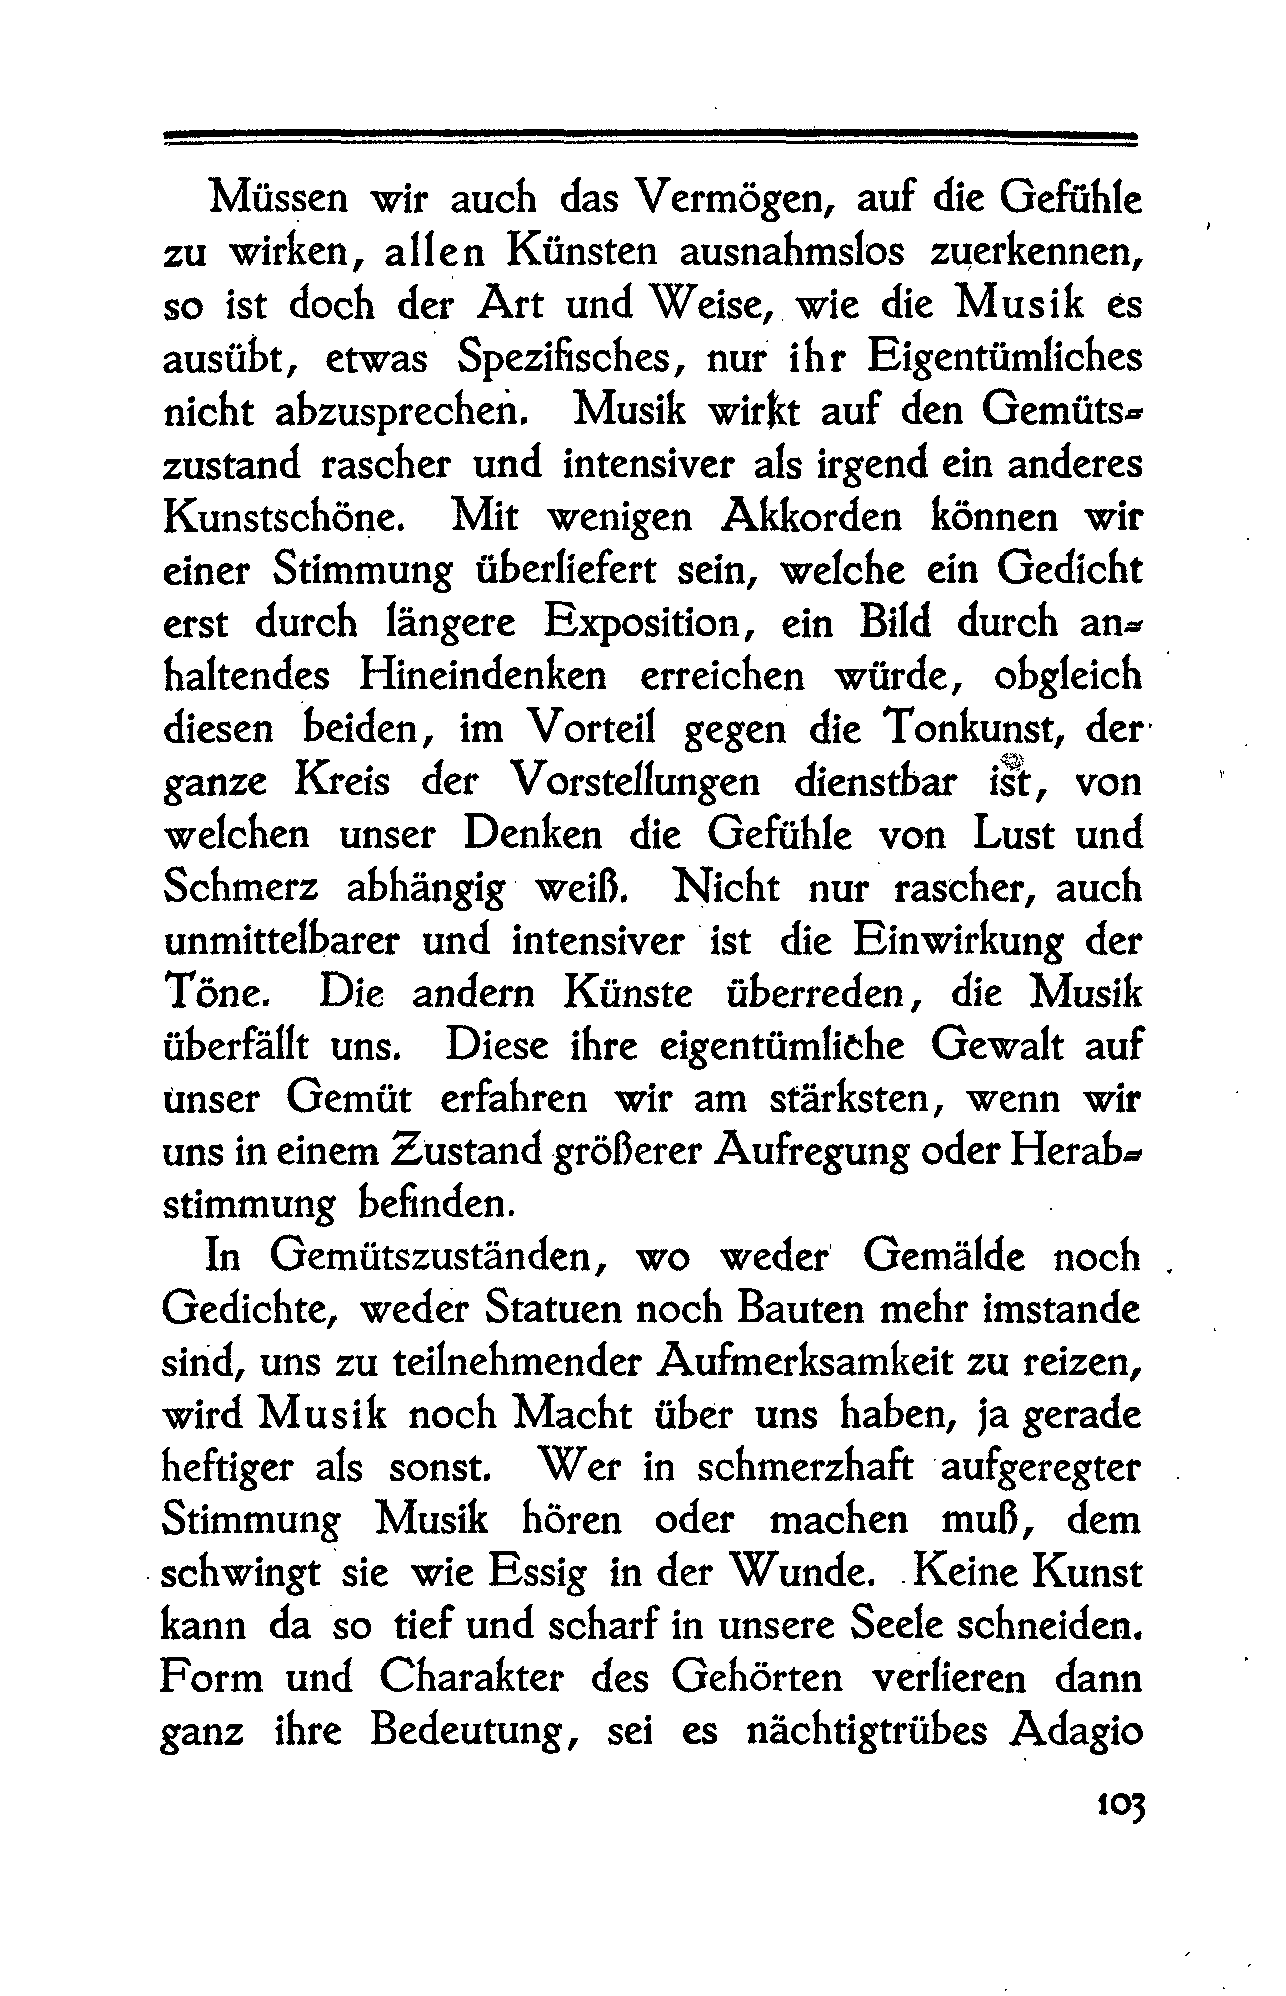 Müssen wir auch das Vermögen, auf die Gefühle
zu wirken, allen Künsten ausnahmslos zuerkennen,
so ist doch der Art und Weise, wie die Musik es
ausübt, etwas Spezifisches, nur ihr Eigentümliches
nicht abzusprechen. Musik wirkt auf den Gemüts-
zustand rascher und intensiver als irgend ein anderes
Kunstschöne. Mit wenigen Akkorden können wir
einer Stimmung überliefert sein, welche ein Gedicht
erst durch längere Exposition, ein Bild durch an-
haltendes Hineindenken erreichen würde, obgleich
diesen beiden, im Vorteil gegen die Tonkunst, der
ganze Kreis der Vorstellungen dienstbar ist, von
welchen unser Denken die Gefühle von Lust und
Schmerz abhängig weiß. Nicht nur rascher, auch
unmittelbarer und intensiver ist die Einwirkung der
Töne. Die andern Künste überreden, die Musik
überfällt uns. Diese ihre eigentümliche Gewalt auf
unser Gemüt erfahren wir am stärksten, wenn wir
uns in einem Zustand größerer Aufregung oder Herab-
stimmung befinden.
In Gemütszuständen, wo weder Gemälde noch
Gedichte, weder Statuen noch Bauten mehr imstande
sind, uns zu teilnehmender Aufmerksamkeit zu reizen,
wird Musik noch Macht über uns haben, ja gerade
heftiger als sonst. Wer in schmerzhaft aufgeregter
Stimmung Musik hören oder machen muß, dem
schwingt sie wie Essig in der Wunde. Keine Kunst
kann da so tief und scharf in unsere Seele schneiden.
Form und Charakter des Gehörten verlieren dann
ganz ihre Bedeutung, sei es nächtigtrübes Adagio
103